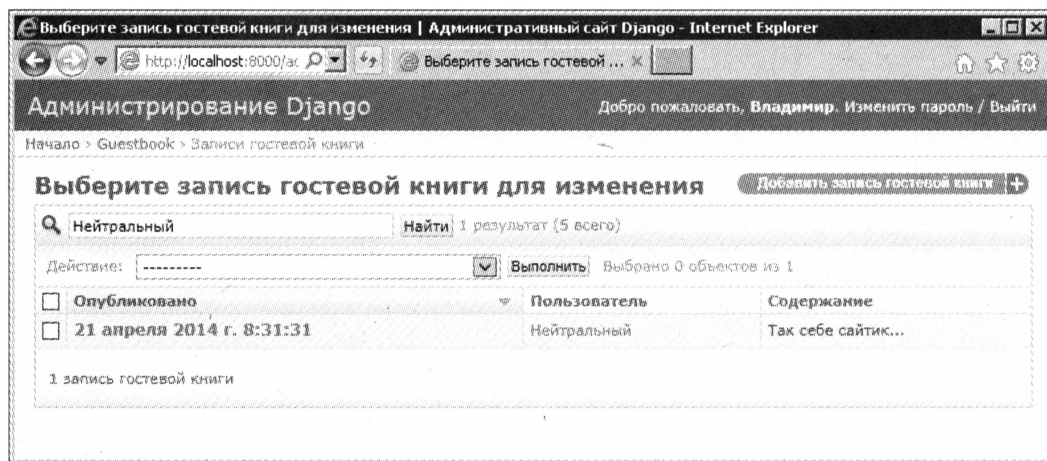 Выберите запись гостевой книги для изменения | Административный сайт Django - Internet Explorer
http://localhost:8000/ac
Выберите запись гостевой ...
Администрирование Django
Добро пожаловать, Владимир. Изменить пароль / Выйти
Начало > Guestbook > Записи гостевой книги
Выберите запись гостевой книги для изменения
Добавить запись гостевой книги +
Нейтральный Найти 1 результат (5 всего)
Действие: --------- Выполнить Выбрано 0 объектов из 1
Опубликовано Пользователь Содержание
21 апреля 2014 г. 8:31:31 Нейтральный Так себе сайтик...
1 запись гостевой книги